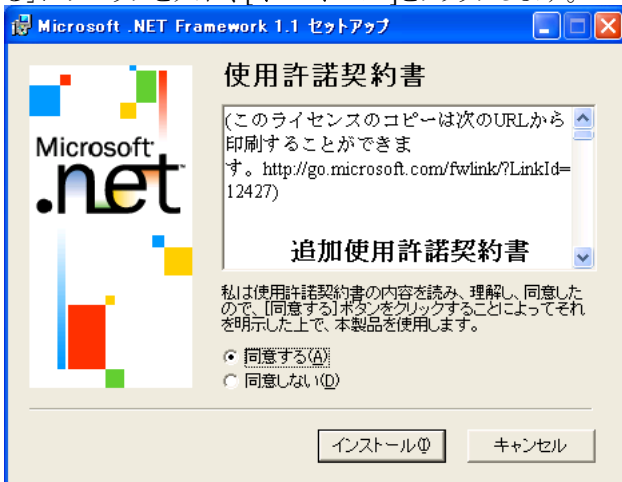 Microsoft .NET Framework 1.1 セットアップ
使用許諾契約書
(このライセンスのコピーは次のURLから
印刷することができま
す。http://go.microsoft.com/fwlink/?LinkId=
12427)
追加使用許諾契約書
Microsoft
.net
私は使用許諾契約書の内容を読み、理解し、同意した
ので、[同意する]ボタンをクリックすることによってそれ
を明示した上で、本製品を使用します。
同意する(A)
同意しない(D)
インストール(I)
キャンセル